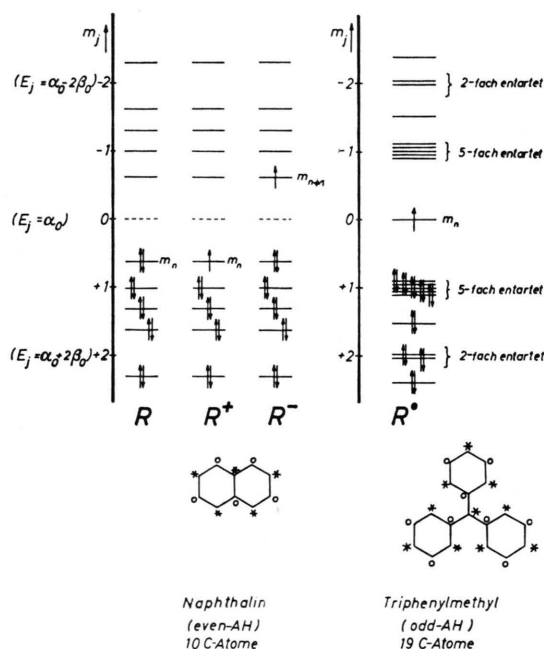 m_j m_j
(E_j = α_0-2β_0) -2 -2 } 2-fach entartet
-1 -1 } 5-fach entartet
m_{n+1}
(E_j = α_0) 0 0 m_n
m_n m_n
+1 +1 } 5-fach entartet
(E_j = α_0+2β_0) +2 +2 } 2-fach entartet
R R^+ R^- R^•
Naphthalin Triphenylmethyl
(even-AH) (odd-AH)
10 C-Atome 19 C-Atome